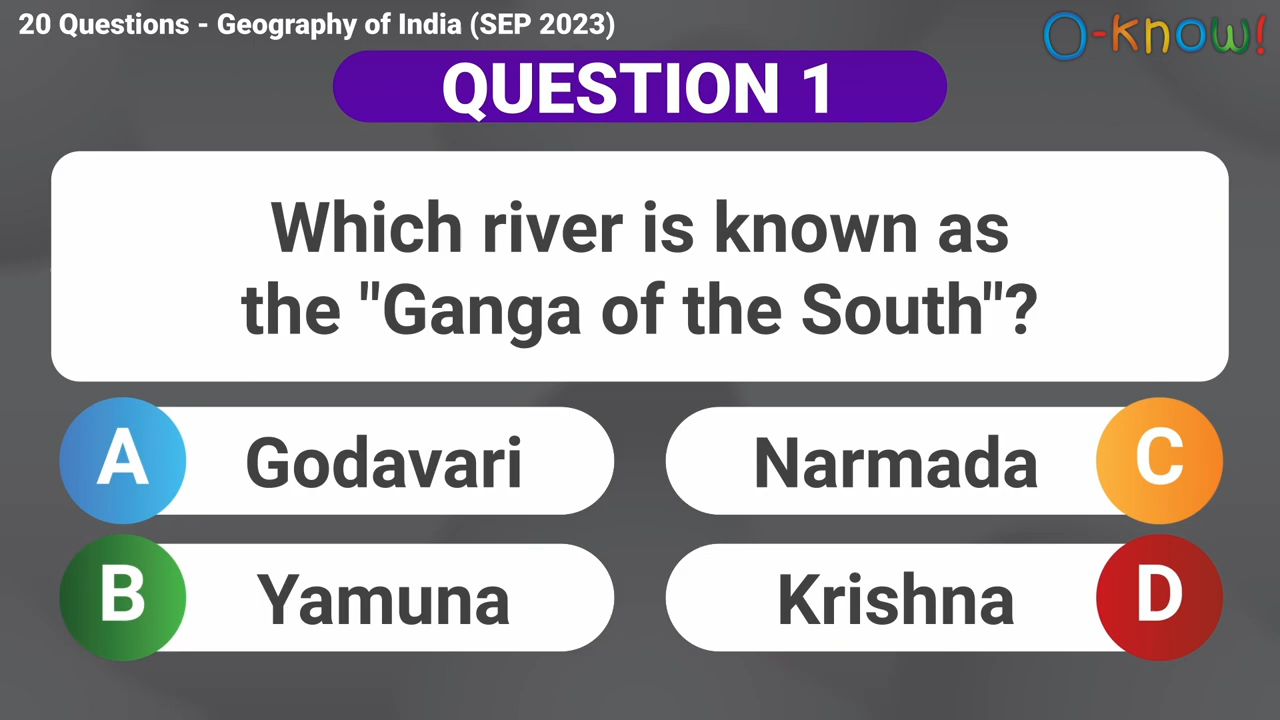 20 Questions - Geography of India (SEP 2023)
O-know!
QUESTION 1
Which river is known as
the "Ganga of the South"?
A Godavari
B Yamuna
Narmada C
Krishna D